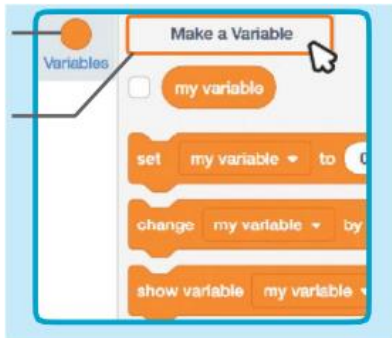 Make a Variable
Variables
my variable
set my variable to
change my variable by
show variable my variable